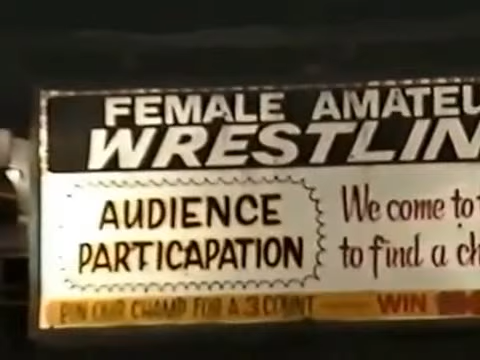 FEMALE AMATEU
WRESTLIN
AUDIENCE
PARTICAPATION
We come to
to find a ch
PIN OUR CHAMP FOR A 3 COUNT
WIN